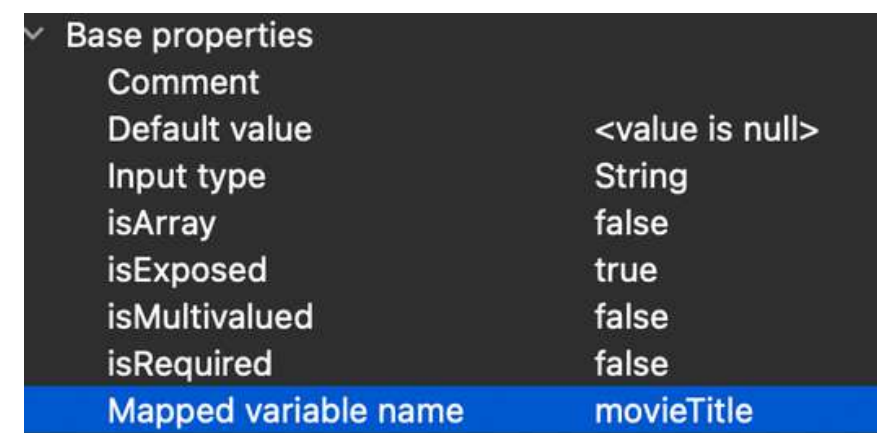 Base properties
Comment
Default value <value is null>
Input type String
isArray false
isExposed true
isMultivalued false
isRequired false
Mapped variable name movieTitle